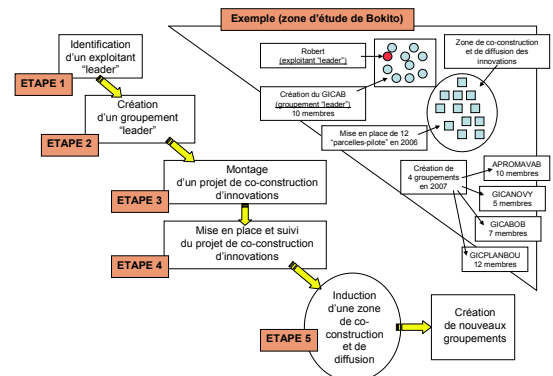 Exemple (zone d'étude de Bokito)
Identification
d'un exploitant
"leader"
ETAPE 1
Création
d'un groupement
"leader"
ETAPE 2
Montage
d'un projet de co-construction
d'innovations
ETAPE 3
Mise en place et suivi
du projet de co-construction
d'innovations
ETAPE 4
Induction
d'une zone
de co-
construction
et de
diffusion
ETAPE 5
Création
de nouveaux
groupements
Robert
(exploitant "leader")
Création du GICAB
(groupement "leader")
10 membres
Zone de co-construction
et de diffusion des
innovations
Mise en place de 12
"parcelles-pilote" en 2006
Création de
4 groupements
en 2007
APROMAVAB
10 membres
GICANOVY
5 membres
GICABOB
7 membres
GICPLANBOU
12 membres